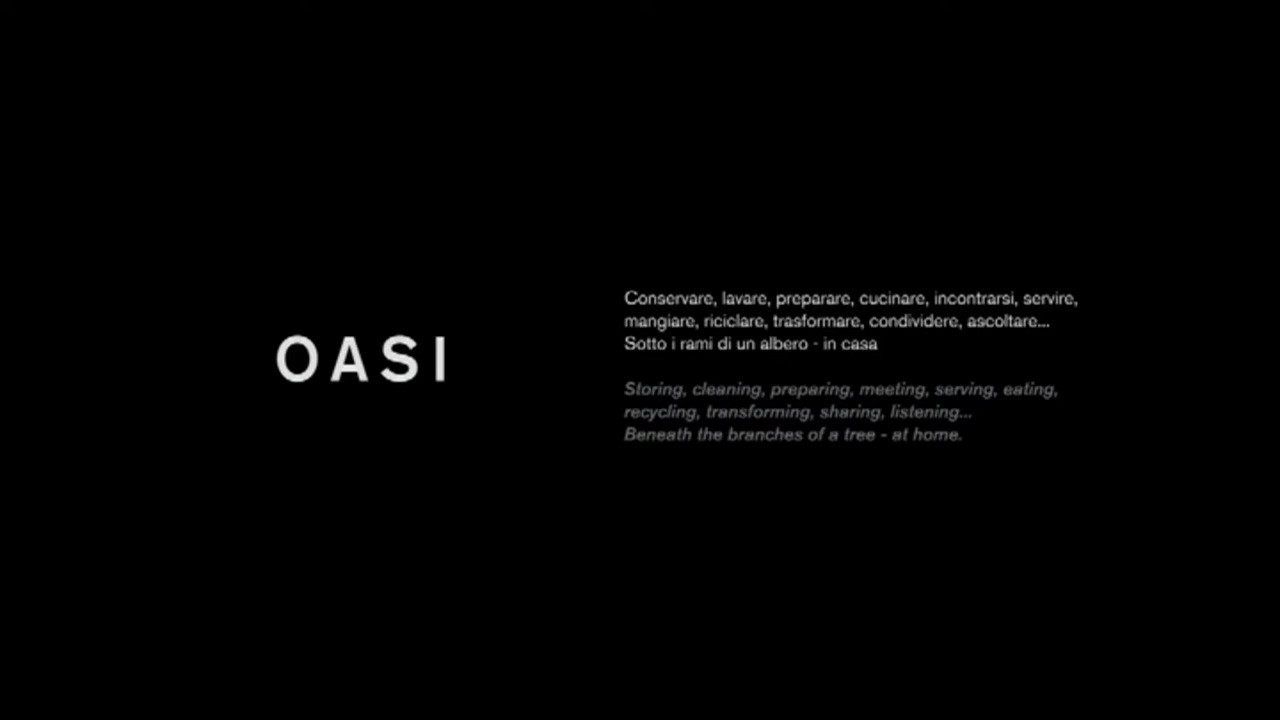 OASI
Conservare, lavare, preparare, cucinare, incontrarsi, servire,
mangiare, riciclare, trasformare, condividere, ascoltare...
Sotto i rami di un albero - in casa
Storing, cleaning, preparing, meeting, serving, eating,
recycling, transforming, sharing, listening...
Beneath the branches of a tree - at home.